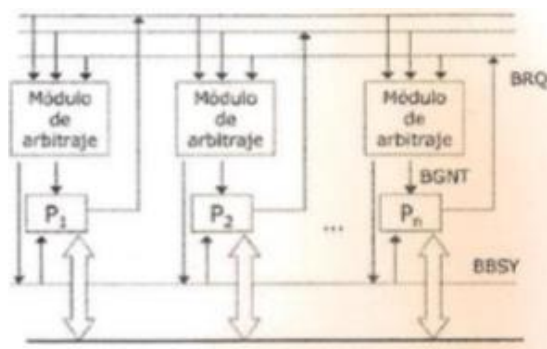 BRQ
Módulo
de
arbitraje
Módulo
de
arbitraje
Módulo
de
arbitraje
BGNT
P1
P2
...
Pn
BBSY